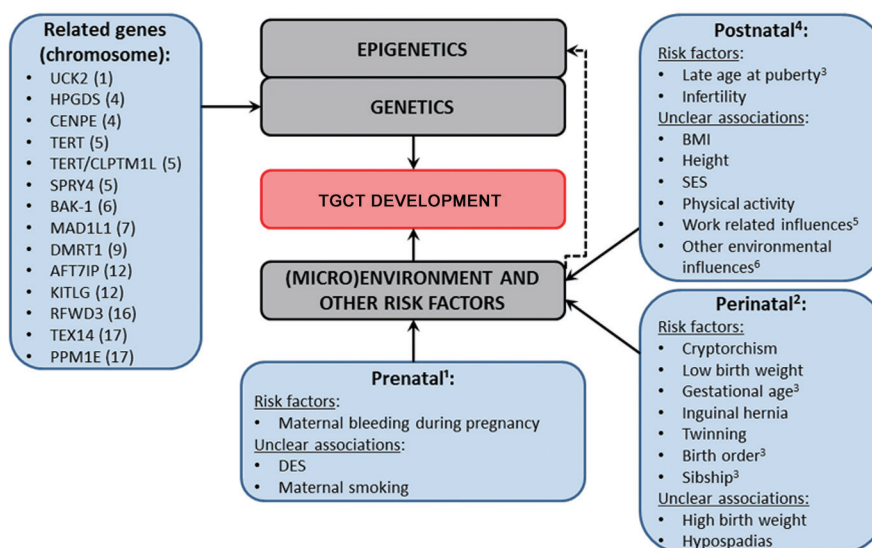 Related genes
(chromosome):
• UCK2 (1)
• HPGDS (4)
• CENPE (4)
• TERT (5)
• TERT/CLPTM1L (5)
• SPRY4 (5)
• BAK-1 (6)
• MAD1L1 (7)
• DMRT1 (9)
• AFT7IP (12)
• KITLG (12)
• RFWD3 (16)
• TEX14 (17)
• PPM1E (17)
EPIGENETICS
GENETICS
TGCT DEVELOPMENT
(MICRO)ENVIRONMENT AND
OTHER RISK FACTORS
Prenatal¹:
Risk factors:
• Maternal bleeding during pregnancy
Unclear associations:
• DES
• Maternal smoking
Postnatal⁴:
Risk factors:
• Late age at puberty³
• Infertility
Unclear associations:
• BMI
• Height
• SES
• Physical activity
• Work related influences⁵
• Other environmental
influences⁶
Perinatal²:
Risk factors:
• Cryptorchism
• Low birth weight
• Gestational age³
• Inguinal hernia
• Twinning
• Birth order³
• Sibship³
Unclear associations:
• High birth weight
• Hypospadias